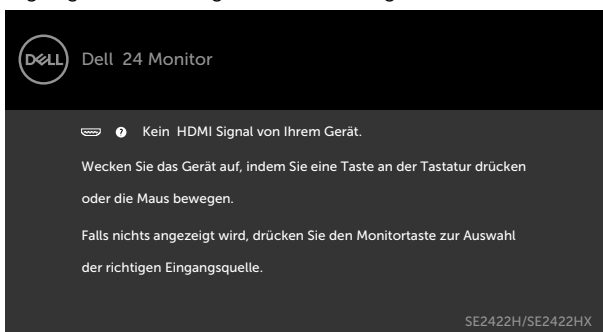 DELL
Dell 24 Monitor
Kein HDMI Signal von Ihrem Gerät.
Wecken Sie das Gerät auf, indem Sie eine Taste an der Tastatur drücken
oder die Maus bewegen.
Falls nichts angezeigt wird, drücken Sie den Monitortaste zur Auswahl
der richtigen Eingangsquelle.
SE2422H/SE2422HX